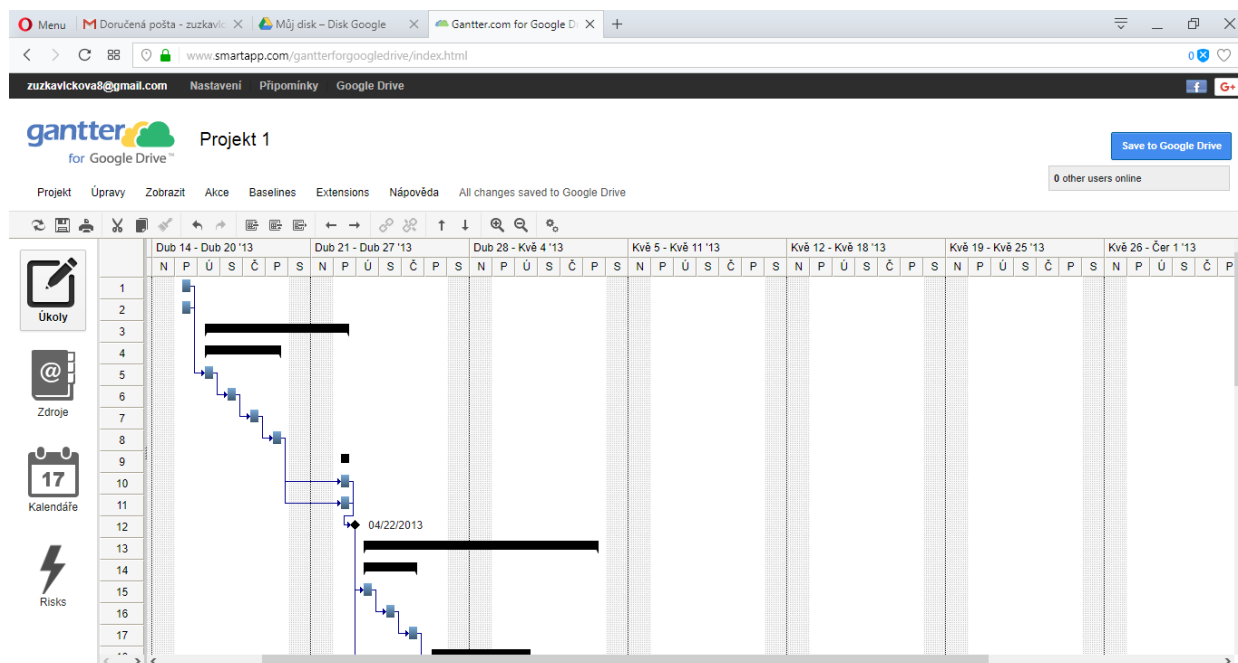 Menu
Doručená pošta - zuzkavlc
Můj disk – Disk Google
Gantter.com for Google Dr
www.smartapp.com/gantterforgoogledrive/index.html
0
zuzkavlckova8@gmail.com Nastavení Připomínky Google Drive
f G+
gantter
for Google Drive™
Projekt 1
Save to Google Drive
0 other users online
Projekt Úpravy Zobrazit Akce Baselines Extensions Nápověda All changes saved to Google Drive
Dub 14 - Dub 20 '13 Dub 21 - Dub 27 '13 Dub 28 - Kvě 4 '13 Kvě 5 - Kvě 11 '13 Kvě 12 - Kvě 18 '13 Kvě 19 - Kvě 25 '13 Kvě 26 - Čer 1 '13
N P Ú S Č P S N P Ú S Č P S N P Ú S Č P S N P Ú S Č P S N P Ú S Č P S N P Ú S Č P S N P Ú S Č P
1
2
3
4
5
6
7
8
9
10
11
12 04/22/2013
13
14
15
16
17
Úkoly
@
Zdroje
17
Kalendáře
Risks